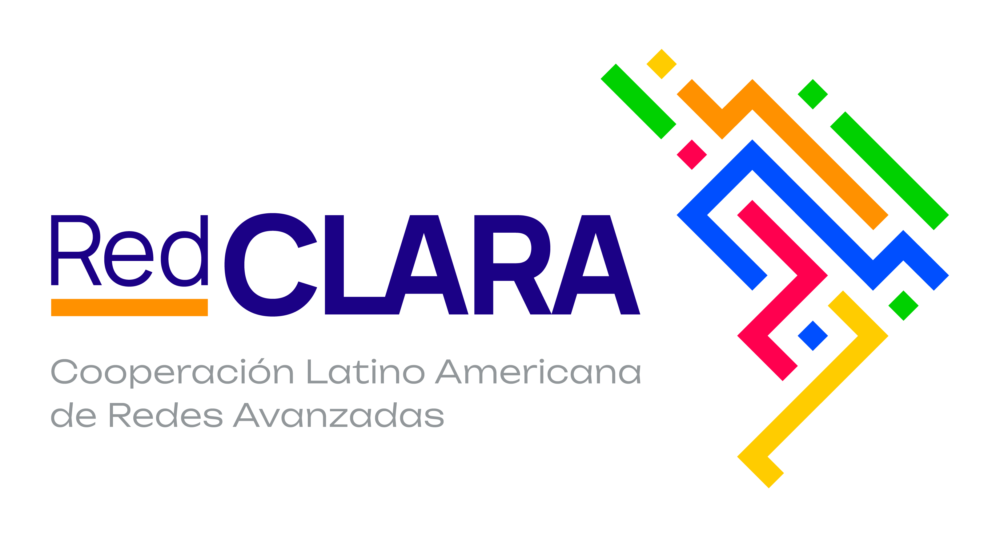 RedCLARA
Cooperación Latino Americana
de Redes Avanzadas